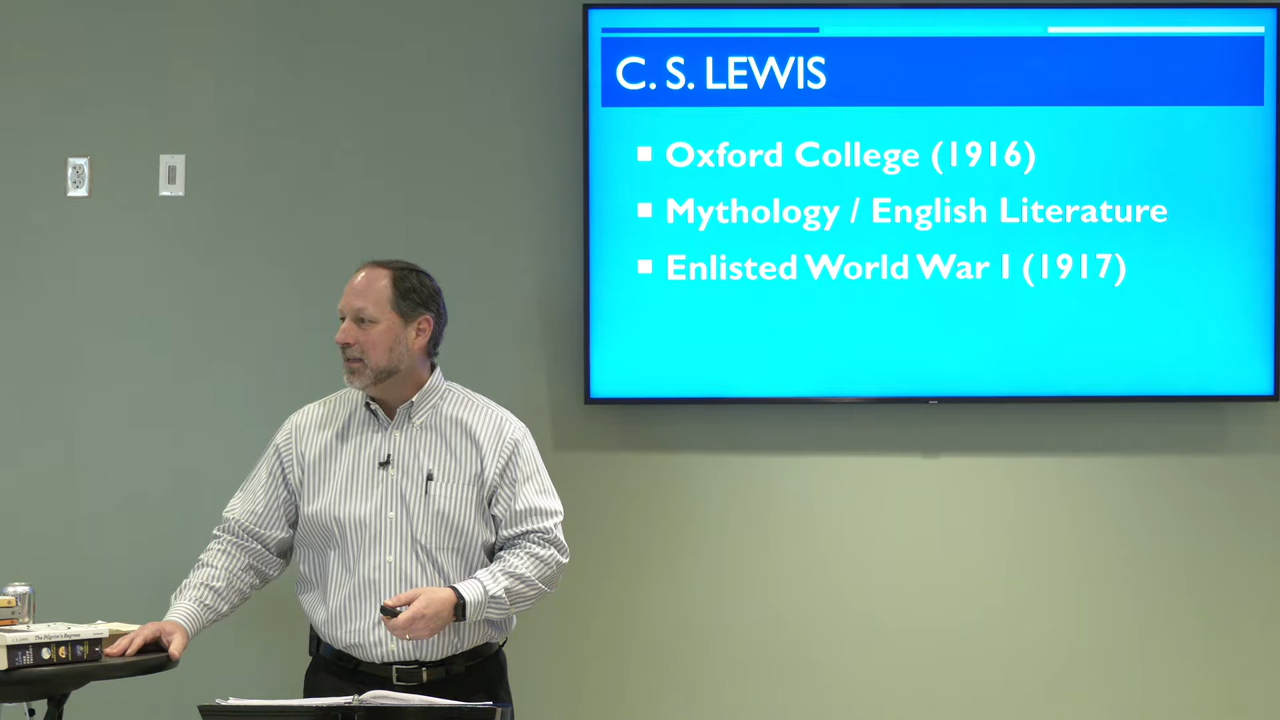 C. S. LEWIS
Oxford College (1916)
Mythology / English Literature
Enlisted World War I (1917)
The Pilgrim's Regress